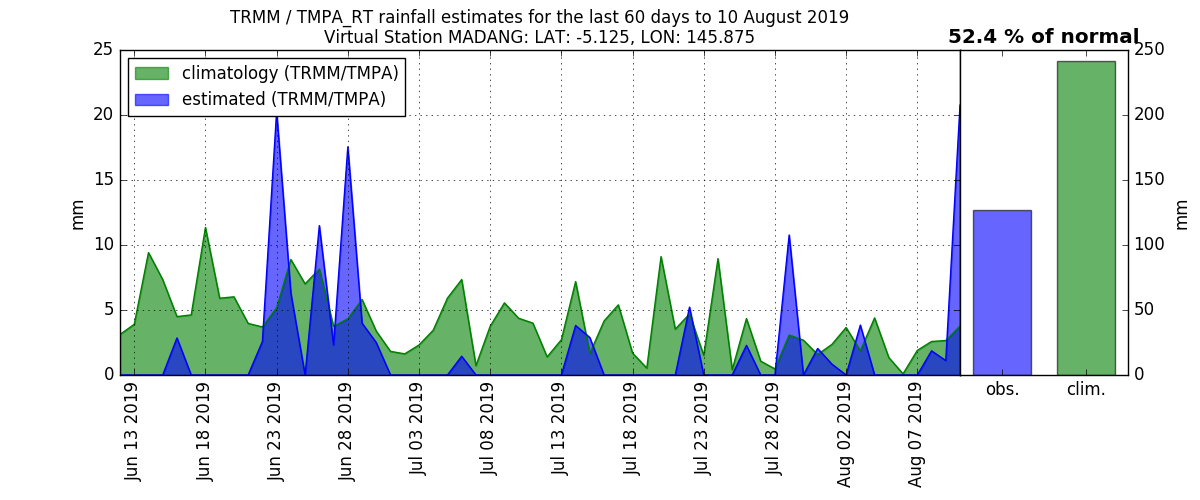 TRMM / TMPA_RT rainfall estimates for the last 60 days to 10 August 2019
Virtual Station MADANG: LAT: -5.125, LON: 145.875
52.4 % of normal
climatology (TRMM/TMPA)
estimated (TRMM/TMPA)
25
20
15
10
5
0
mm
250
200
150
100
50
0
mm
Jun 13 2019
Jun 18 2019
Jun 23 2019
Jun 28 2019
Jul 03 2019
Jul 08 2019
Jul 13 2019
Jul 18 2019
Jul 23 2019
Jul 28 2019
Aug 02 2019
Aug 07 2019
obs.
clim.